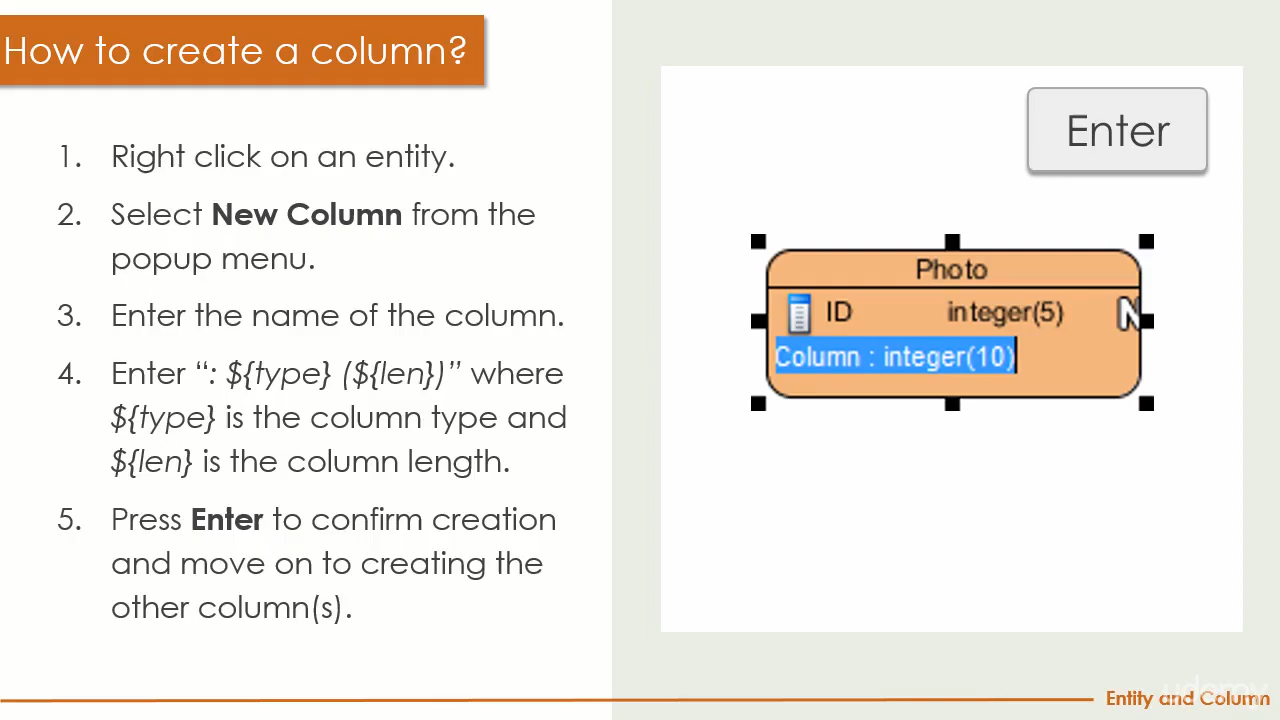 How to create a column?
1. Right click on an entity.
2. Select New Column from the
popup menu.
3. Enter the name of the column.
4. Enter “: ${type} (${len})” where
${type} is the column type and
${len} is the column length.
5. Press Enter to confirm creation
and move on to creating the
other column(s).
Enter
Photo
ID integer(5) N
Column : integer(10)
Entity and Column
udemy